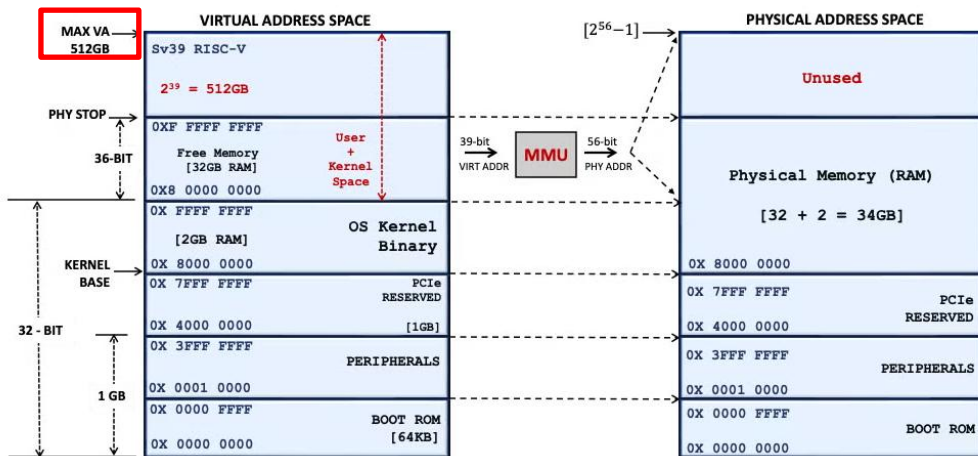 VIRTUAL ADDRESS SPACE
MAX VA
512GB
Sv39 RISC-V
2³⁹ = 512GB
PHY STOP
36-BIT
0XF FFFF FFFF
Free Memory
[32GB RAM]
0X8 0000 0000
User
+
Kernel
Space
0X FFFF FFFF
[2GB RAM]
OS Kernel
Binary
0X 8000 0000
KERNEL
BASE
0X 7FFF FFFF
PCIe
RESERVED
0X 4000 0000
[1GB]
32 - BIT
0X 3FFF FFFF
PERIPHERALS
0X 0001 0000
1 GB
0X 0000 FFFF
BOOT ROM
[64KB]
0X 0000 0000
39-bit
VIRT ADDR
MMU
56-bit
PHY ADDR
PHYSICAL ADDRESS SPACE
[2⁵⁶−1]
Unused
Physical Memory (RAM)
[32 + 2 = 34GB]
0X 8000 0000
0X 7FFF FFFF
PCIe
RESERVED
0X 4000 0000
0X 3FFF FFFF
PERIPHERALS
0X 0001 0000
0X 0000 FFFF
BOOT ROM
0X 0000 0000